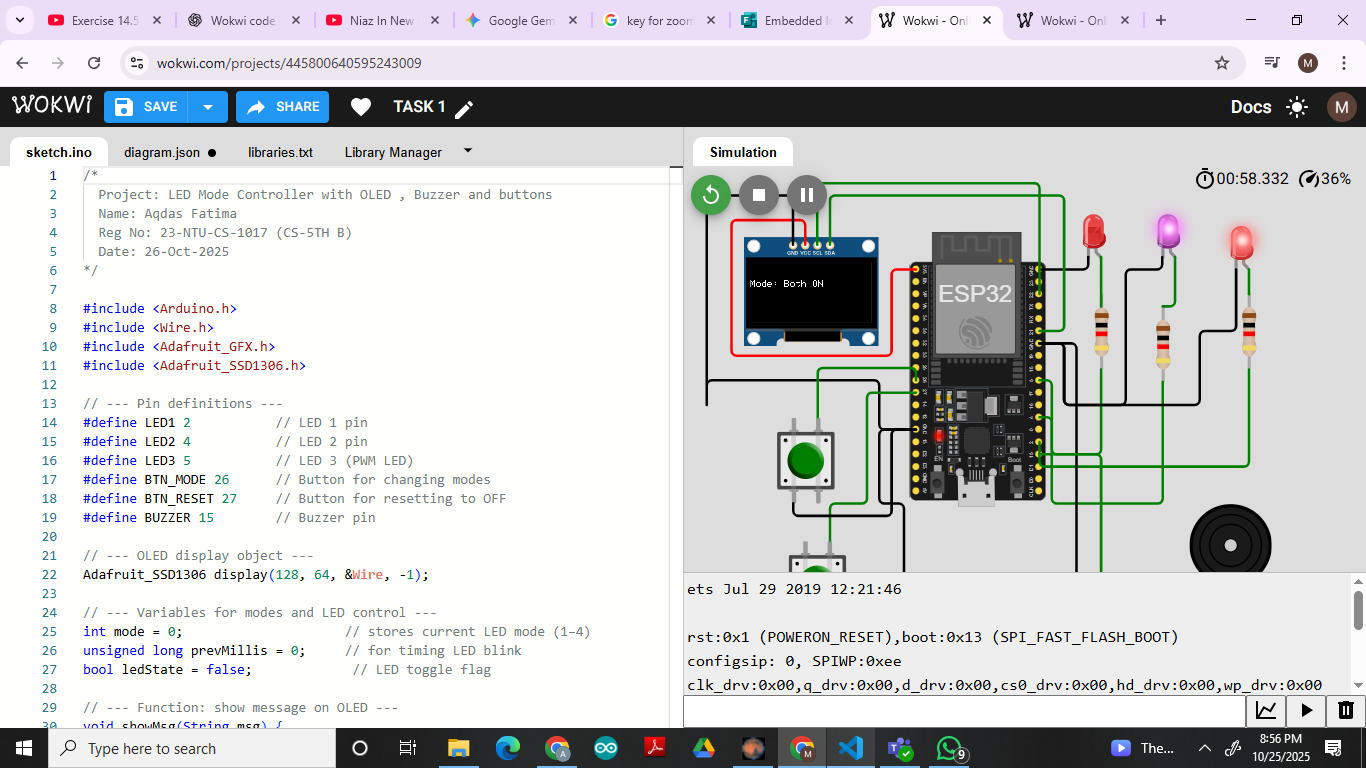 Exercise 14.5
Wokwi code
Niaz In New
Google Gem
key for zoom
Embedded Io
Wokwi - Onli
Wokwi - Onli
wokwi.com/projects/445800640595243009
M
WOKWI
SAVE
SHARE
TASK 1
Docs
M
sketch.ino
diagram.json
libraries.txt
Library Manager
1 /*
2 Project: LED Mode Controller with OLED , Buzzer and buttons
3 Name: Aqdas Fatima
4 Reg No: 23-NTU-CS-1017 (CS-5TH B)
5 Date: 26-Oct-2025
6 */
7
8 #include <Arduino.h>
9 #include <Wire.h>
10 #include <Adafruit_GFX.h>
11 #include <Adafruit_SSD1306.h>
12
13 // --- Pin definitions ---
14 #define LED1 2 // LED 1 pin
15 #define LED2 4 // LED 2 pin
16 #define LED3 5 // LED 3 (PWM LED)
17 #define BTN_MODE 26 // Button for changing modes
18 #define BTN_RESET 27 // Button for resetting to OFF
19 #define BUZZER 15 // Buzzer pin
20
21 // --- OLED display object ---
22 Adafruit_SSD1306 display(128, 64, &Wire, -1);
23
24 // --- Variables for modes and LED control ---
25 int mode = 0; // stores current LED mode (1–4)
26 unsigned long prevMillis = 0; // for timing LED blink
27 bool ledState = false; // LED toggle flag
28
29 // --- Function: show message on OLED ---
30 void showMsg(String msg) {
Simulation
00:58.332
36%
GND VCC SCL SDA
Mode: Both ON
ESP32
EN
Boot
ets Jul 29 2019 12:21:46
rst:0x1 (POWERON_RESET),boot:0x13 (SPI_FAST_FLASH_BOOT)
configsip: 0, SPIWP:0xee
clk_drv:0x00,q_drv:0x00,d_drv:0x00,cs0_drv:0x00,hd_drv:0x00,wp_drv:0x00
Type here to search
A
M
9
The...
8:56 PM
10/25/2025